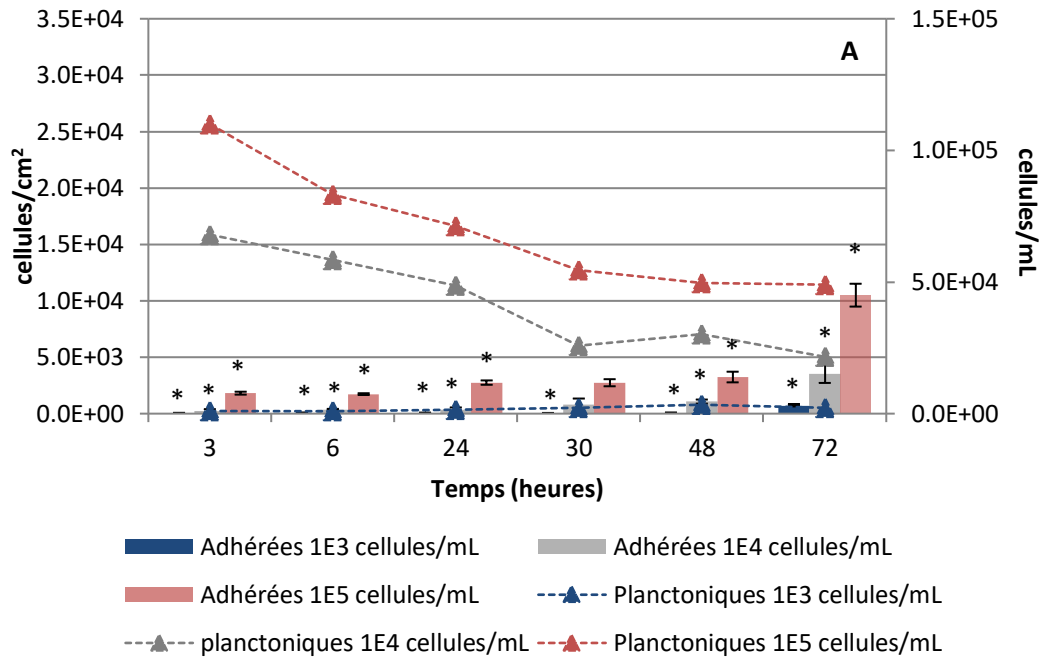 3.5E+04
3.0E+04
2.5E+04
2.0E+04
1.5E+04
1.0E+04
5.0E+03
0.0E+00
cellules/cm²
1.5E+05
1.0E+05
5.0E+04
0.0E+00
cellules/mL
A
* * *
* * *
* * *
*
* * *
* * *
3 6 24 30 48 72
Temps (heures)
Adhérées 1E3 cellules/mL
Adhérées 1E4 cellules/mL
Adhérées 1E5 cellules/mL
Planctoniques 1E3 cellules/mL
planctoniques 1E4 cellules/mL
Planctoniques 1E5 cellules/mL